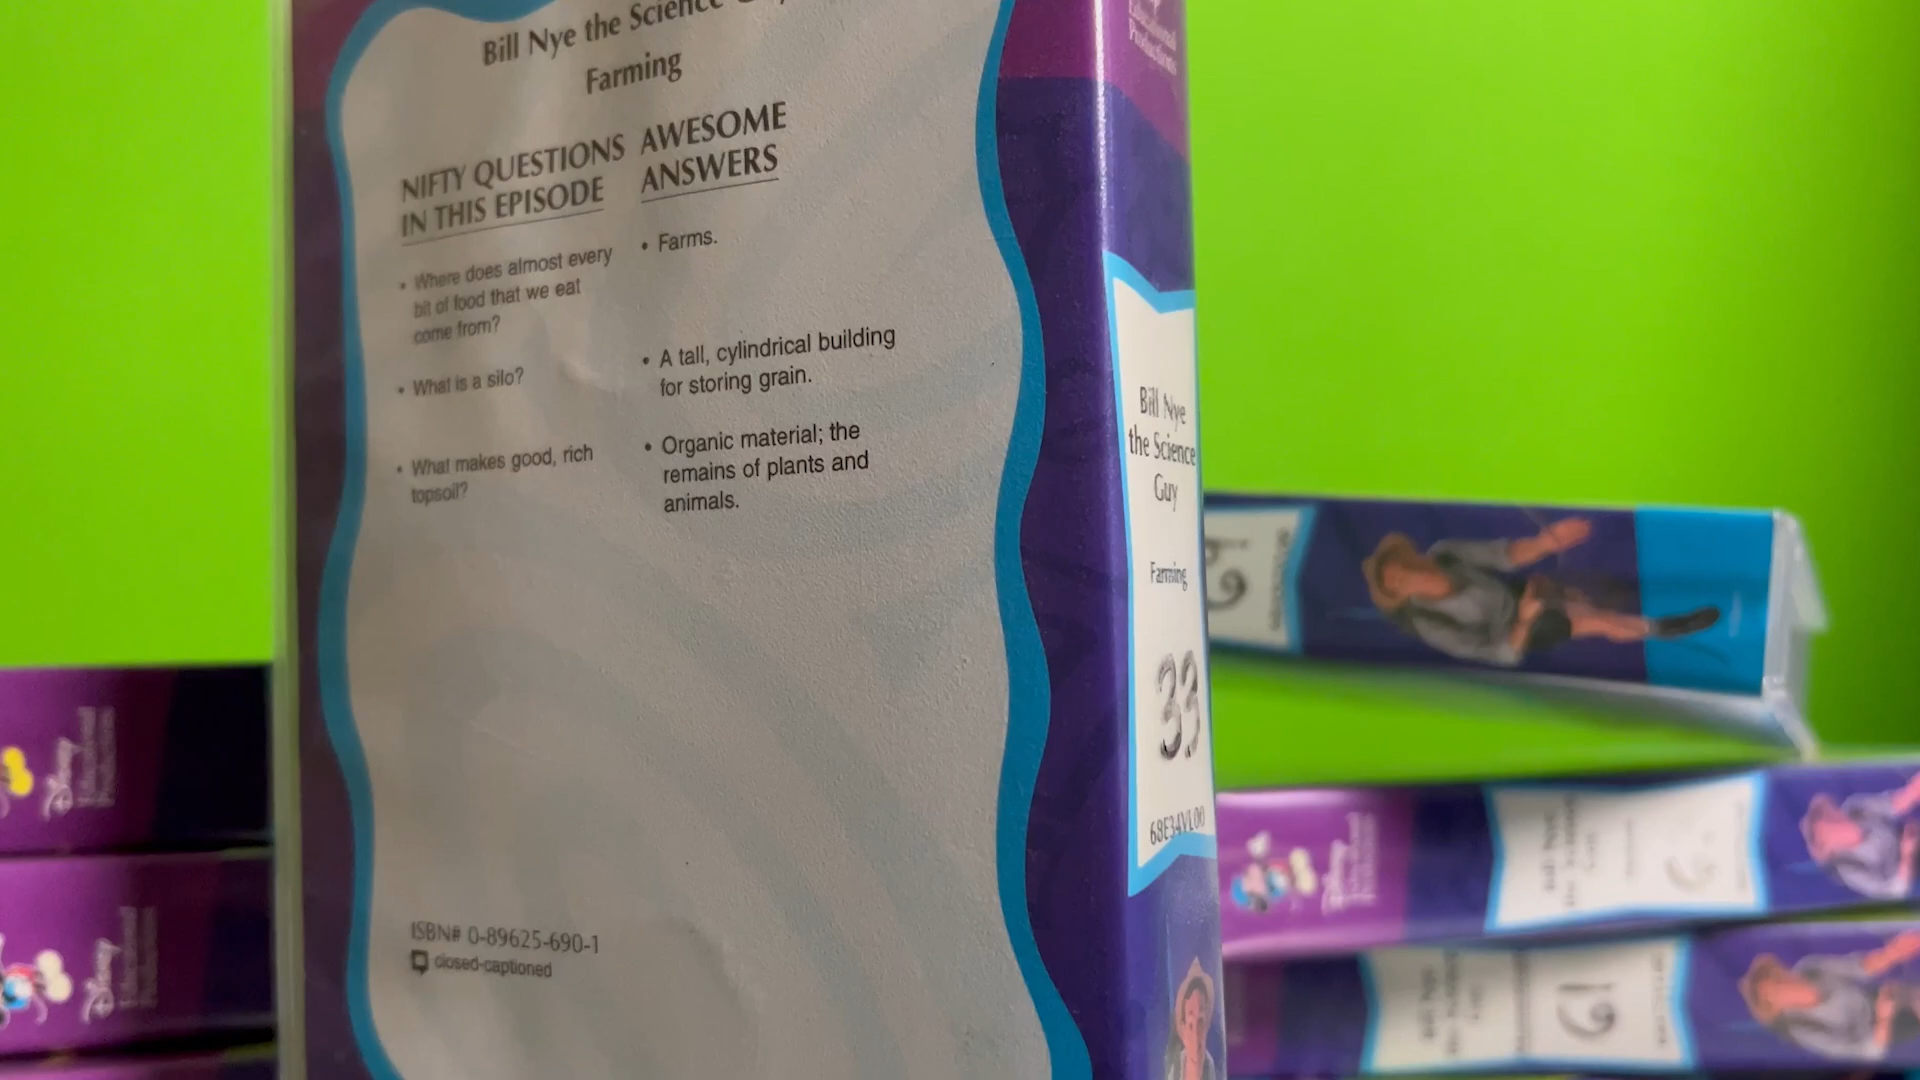 Bill Nye the Science Guy
Farming
NIFTY QUESTIONS
IN THIS EPISODE
AWESOME
ANSWERS
• Where does almost every
bit of food that we eat
come from?
• Farms.
• What is a silo?
• A tall, cylindrical building
for storing grain.
• What makes good, rich
topsoil?
• Organic material; the
remains of plants and
animals.
ISBN# 0-89625-690-1
closed-captioned
Educational
Productions
Bill Nye
the Science
Guy
Farming
33
68E34VL00
Disney
Disney
Disney
19